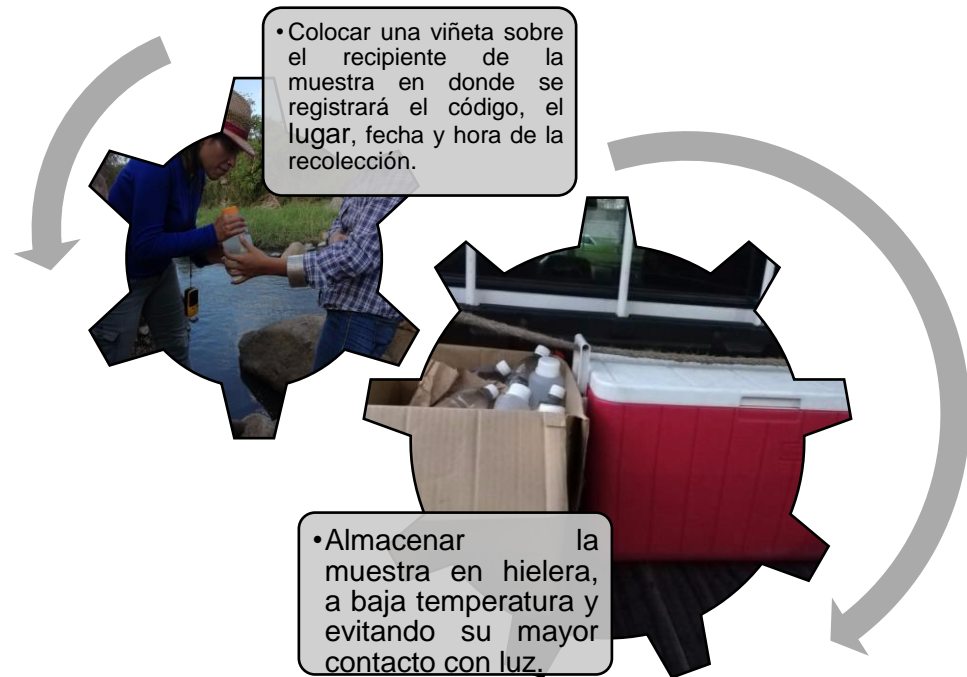 •Colocar una viñeta sobre
el recipiente de la
muestra en donde se
registrará el código, el
lugar, fecha y hora de la
recolección.
•Almacenar la
muestra en hielera,
a baja temperatura y
evitando su mayor
contacto con luz.